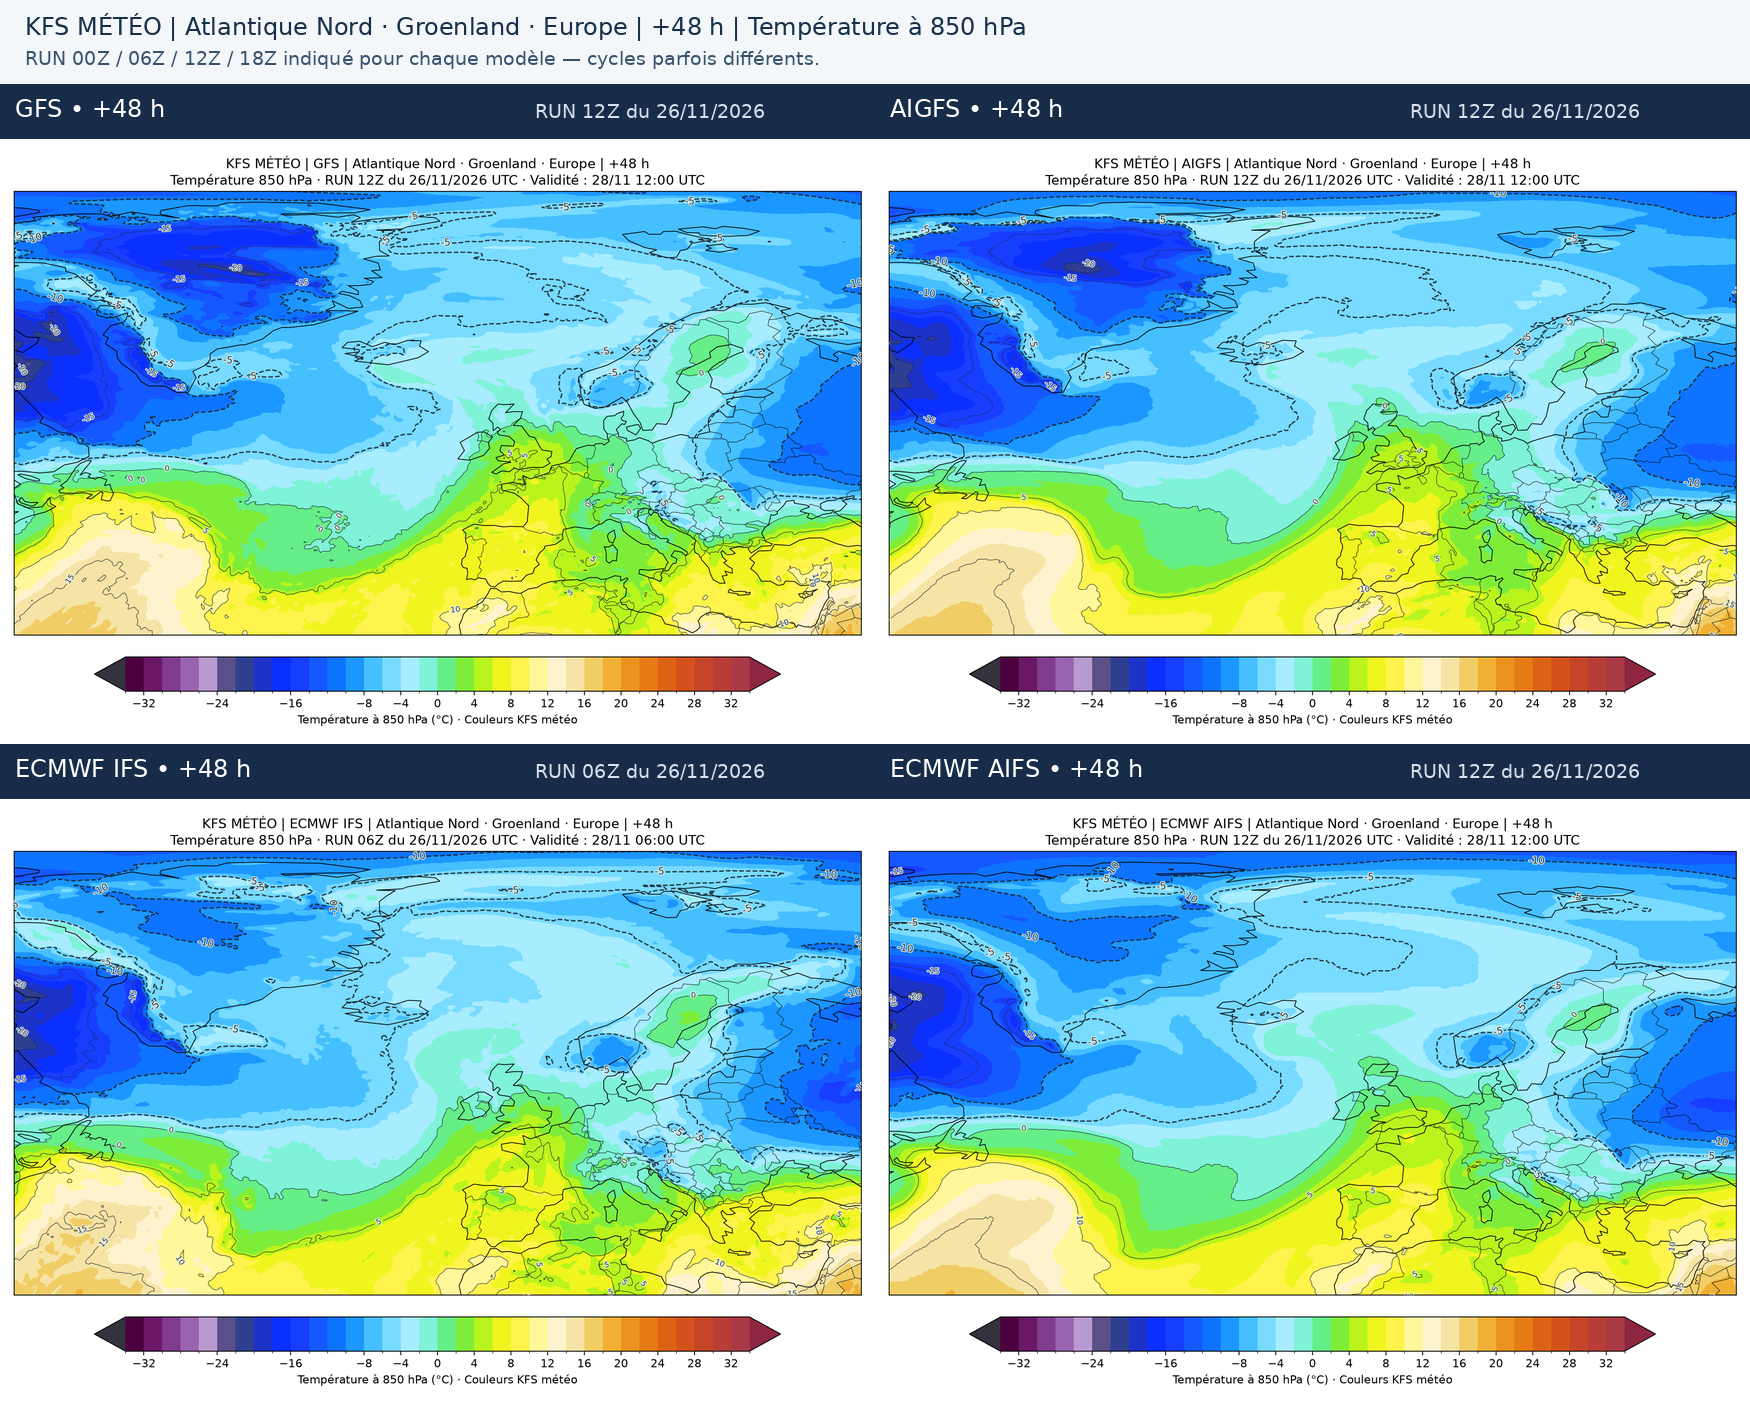 KFS MÉTÉO | Atlantique Nord · Groenland · Europe | +48 h | Température à 850 hPa
RUN 00Z / 06Z / 12Z / 18Z indiqué pour chaque modèle — cycles parfois différents.
GFS • +48 h
RUN 12Z du 26/11/2026
KFS MÉTÉO | GFS | Atlantique Nord · Groenland · Europe | +48 h
Température 850 hPa · RUN 12Z du 26/11/2026 UTC · Validité : 28/11 12:00 UTC
−32 −24 −16 −8 −4 0 4 8 12 16 20 24 28 32
Température à 850 hPa (°C) · Couleurs KFS météo
AIGFS • +48 h
RUN 12Z du 26/11/2026
KFS MÉTÉO | AIGFS | Atlantique Nord · Groenland · Europe | +48 h
Température 850 hPa · RUN 12Z du 26/11/2026 UTC · Validité : 28/11 12:00 UTC
−32 −24 −16 −8 −4 0 4 8 12 16 20 24 28 32
Température à 850 hPa (°C) · Couleurs KFS météo
ECMWF IFS • +48 h
RUN 06Z du 26/11/2026
KFS MÉTÉO | ECMWF IFS | Atlantique Nord · Groenland · Europe | +48 h
Température 850 hPa · RUN 06Z du 26/11/2026 UTC · Validité : 28/11 06:00 UTC
−32 −24 −16 −8 −4 0 4 8 12 16 20 24 28 32
Température à 850 hPa (°C) · Couleurs KFS météo
ECMWF AIFS • +48 h
RUN 12Z du 26/11/2026
KFS MÉTÉO | ECMWF AIFS | Atlantique Nord · Groenland · Europe | +48 h
Température 850 hPa · RUN 12Z du 26/11/2026 UTC · Validité : 28/11 12:00 UTC
−32 −24 −16 −8 −4 0 4 8 12 16 20 24 28 32
Température à 850 hPa (°C) · Couleurs KFS météo